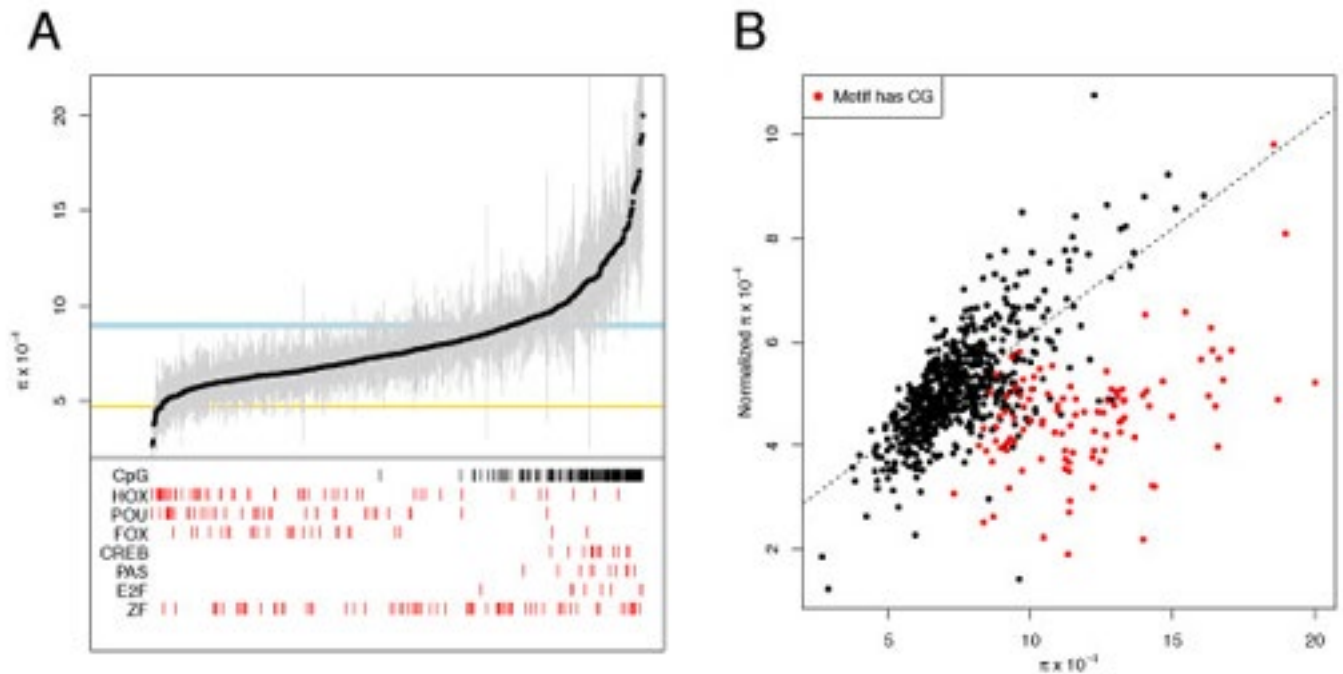 A
20
15
10
5
π x 10⁻⁴
CpG
HOX
POU
FOX
CREB
PAS
E2F
ZF
B
Motif has CG
10
8
6
4
2
Normalized π x 10⁻⁴
5
10
15
20
π x 10